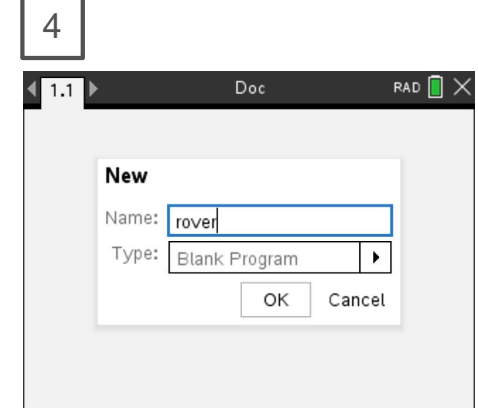 4
1.1 Doc RAD
New
Name: rover
Type: Blank Program
OK Cancel